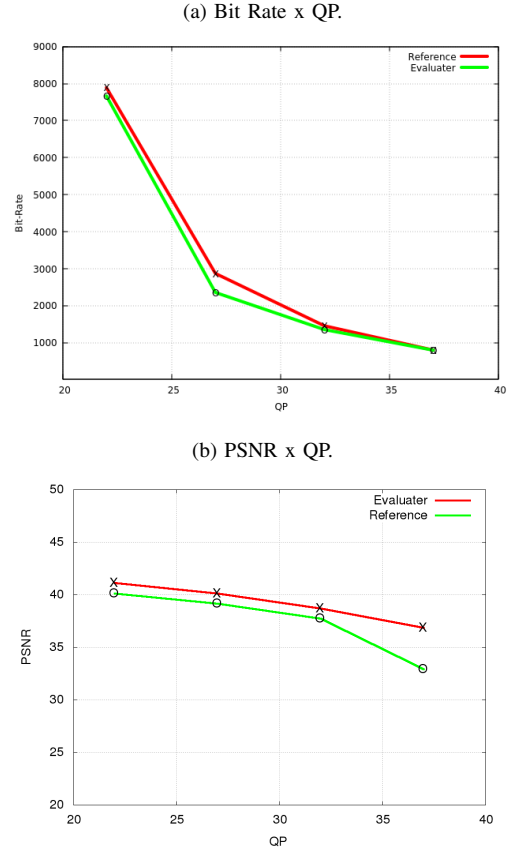 (a) Bit Rate x QP.
9000
8000
7000
6000
5000
4000
3000
2000
1000
Bit-Rate
Reference
Evaluater
20
25
30
35
40
QP
(b) PSNR x QP.
50
45
40
35
30
25
20
PSNR
Evaluater
Reference
20
25
30
35
40
QP